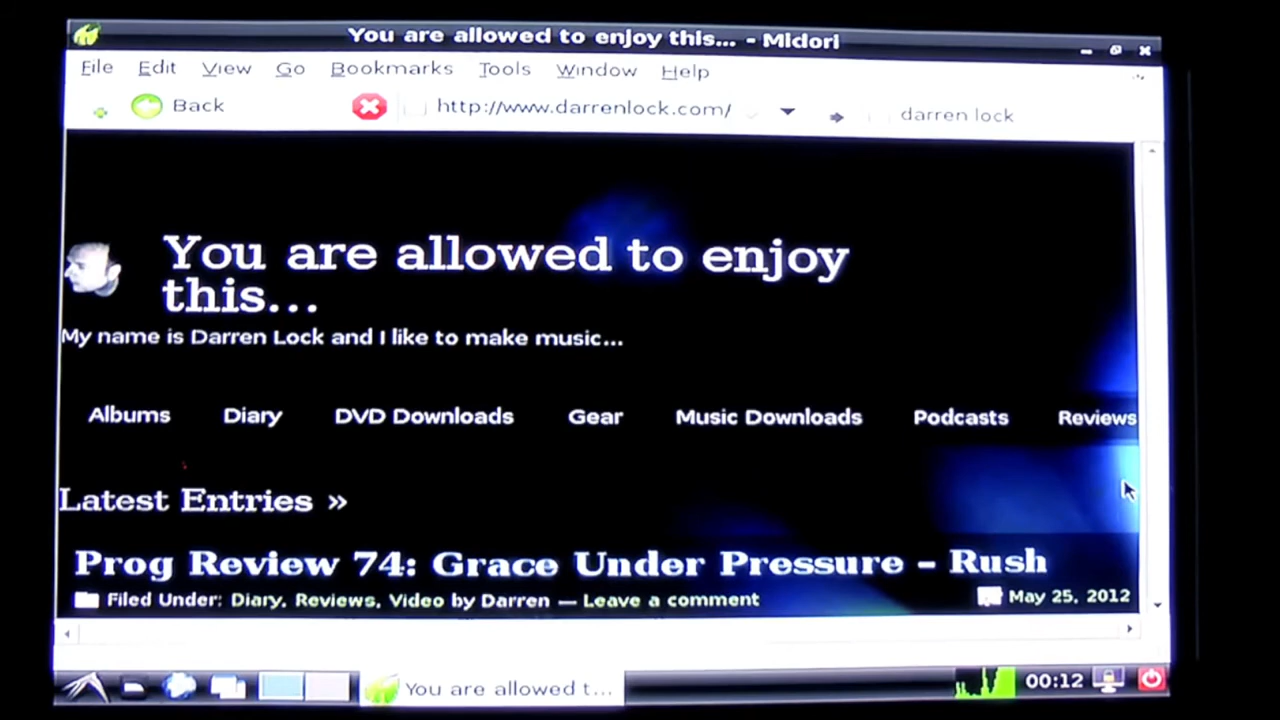 You are allowed to enjoy this... - Midori
File Edit View Go Bookmarks Tools Window Help
Back http://www.darrenlock.com/ darren lock
You are allowed to enjoy
this...
My name is Darren Lock and I like to make music...
Albums Diary DVD Downloads Gear Music Downloads Podcasts Reviews
Latest Entries »
Prog Review 74: Grace Under Pressure – Rush
Filed Under: Diary, Reviews, Video by Darren — Leave a comment May 25, 2012
You are allowed t... 00:12